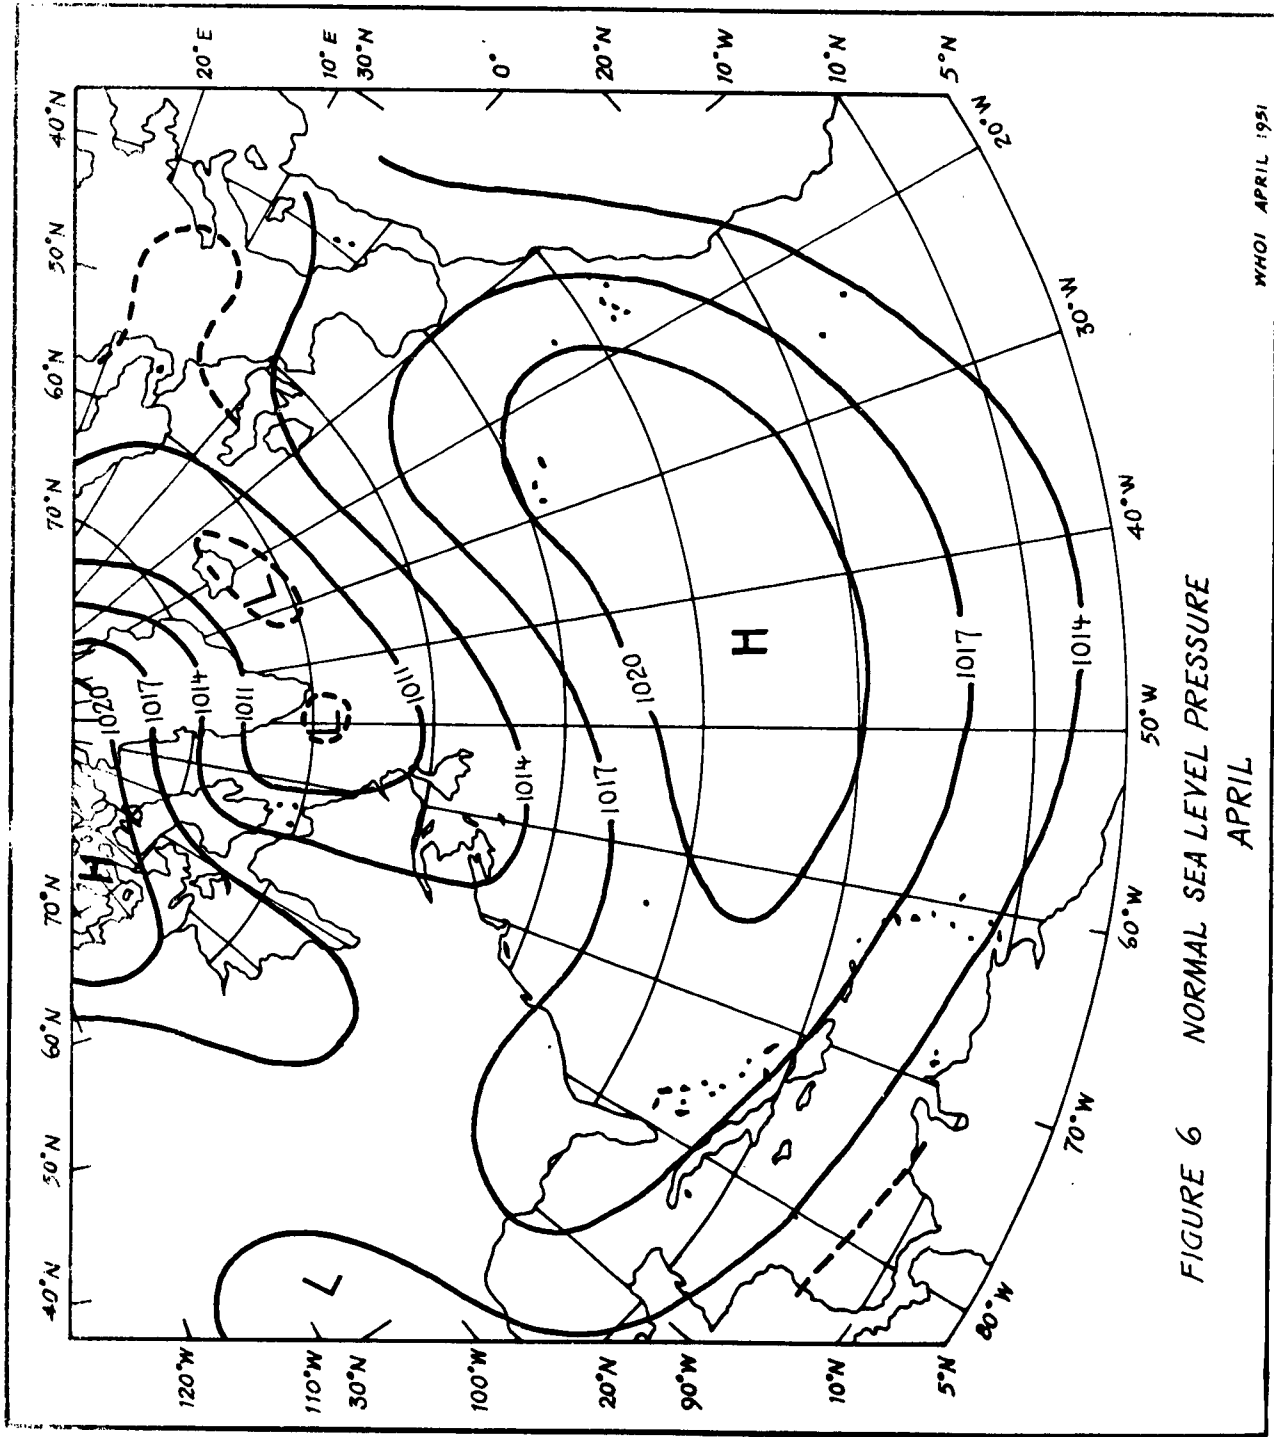 40°N
50°N
60°N
70°N
70°N
60°N
50°N
40°N
20°E
10°E
30°N
0°
20°N
10°W
10°N
5°N
20°W
30°W
40°W
50°W
60°W
70°W
80°W
120°W
110°W
30°N
100°W
20°N
90°W
10°N
5°N
1020
1017
1014
1011
1011
1014
1017
1020
1017
1014
H
L
L
H
L
FIGURE 6 NORMAL SEA LEVEL PRESSURE
APRIL
WHOI APRIL 1951